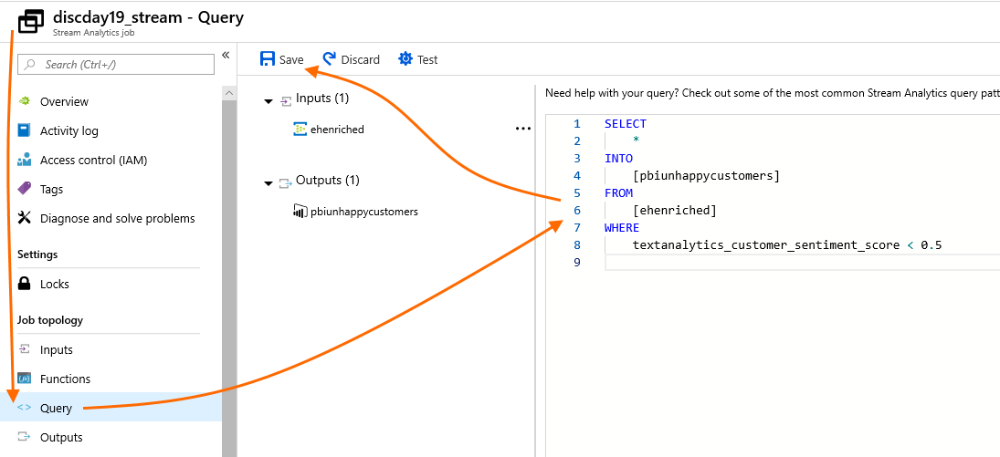 discday19_stream - Query
Stream Analytics job
Search (Ctrl+/)
«
Overview
Activity log
Access control (IAM)
Tags
Diagnose and solve problems
Settings
Locks
Job topology
Inputs
Functions
<> Query
Outputs
Save Discard Test
Inputs (1)
ehenriched ...
Outputs (1)
pbiunhappycustomers
Need help with your query? Check out some of the most common Stream Analytics query patt
1 SELECT
2 *
3 INTO
4 [pbiunhappycustomers]
5 FROM
6 [ehenriched]
7 WHERE
8 textanalytics_customer_sentiment_score < 0.5
9